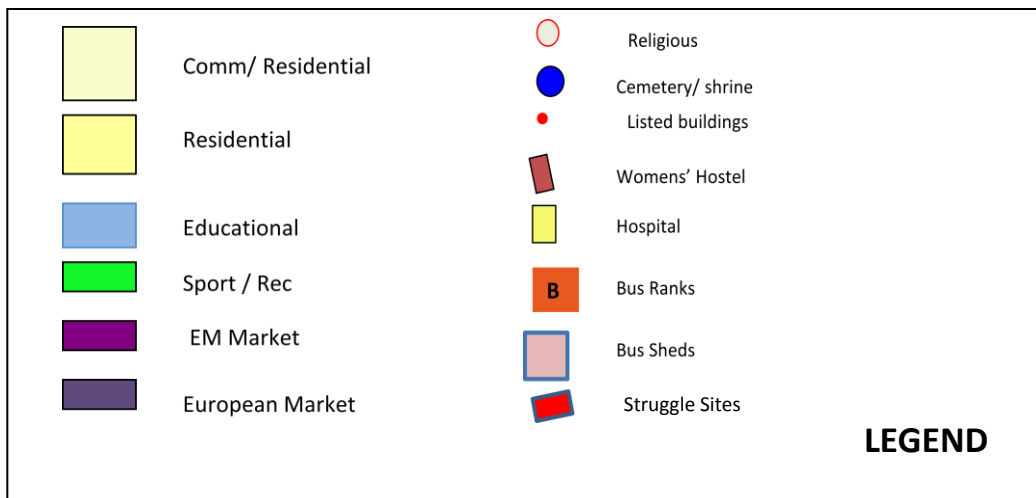 Comm/ Residential
Residential
Educational
Sport / Rec
EM Market
European Market
Religious
Cemetery/ shrine
Listed buildings
Womens’ Hostel
Hospital
B
Bus Ranks
Bus Sheds
Struggle Sites
LEGEND